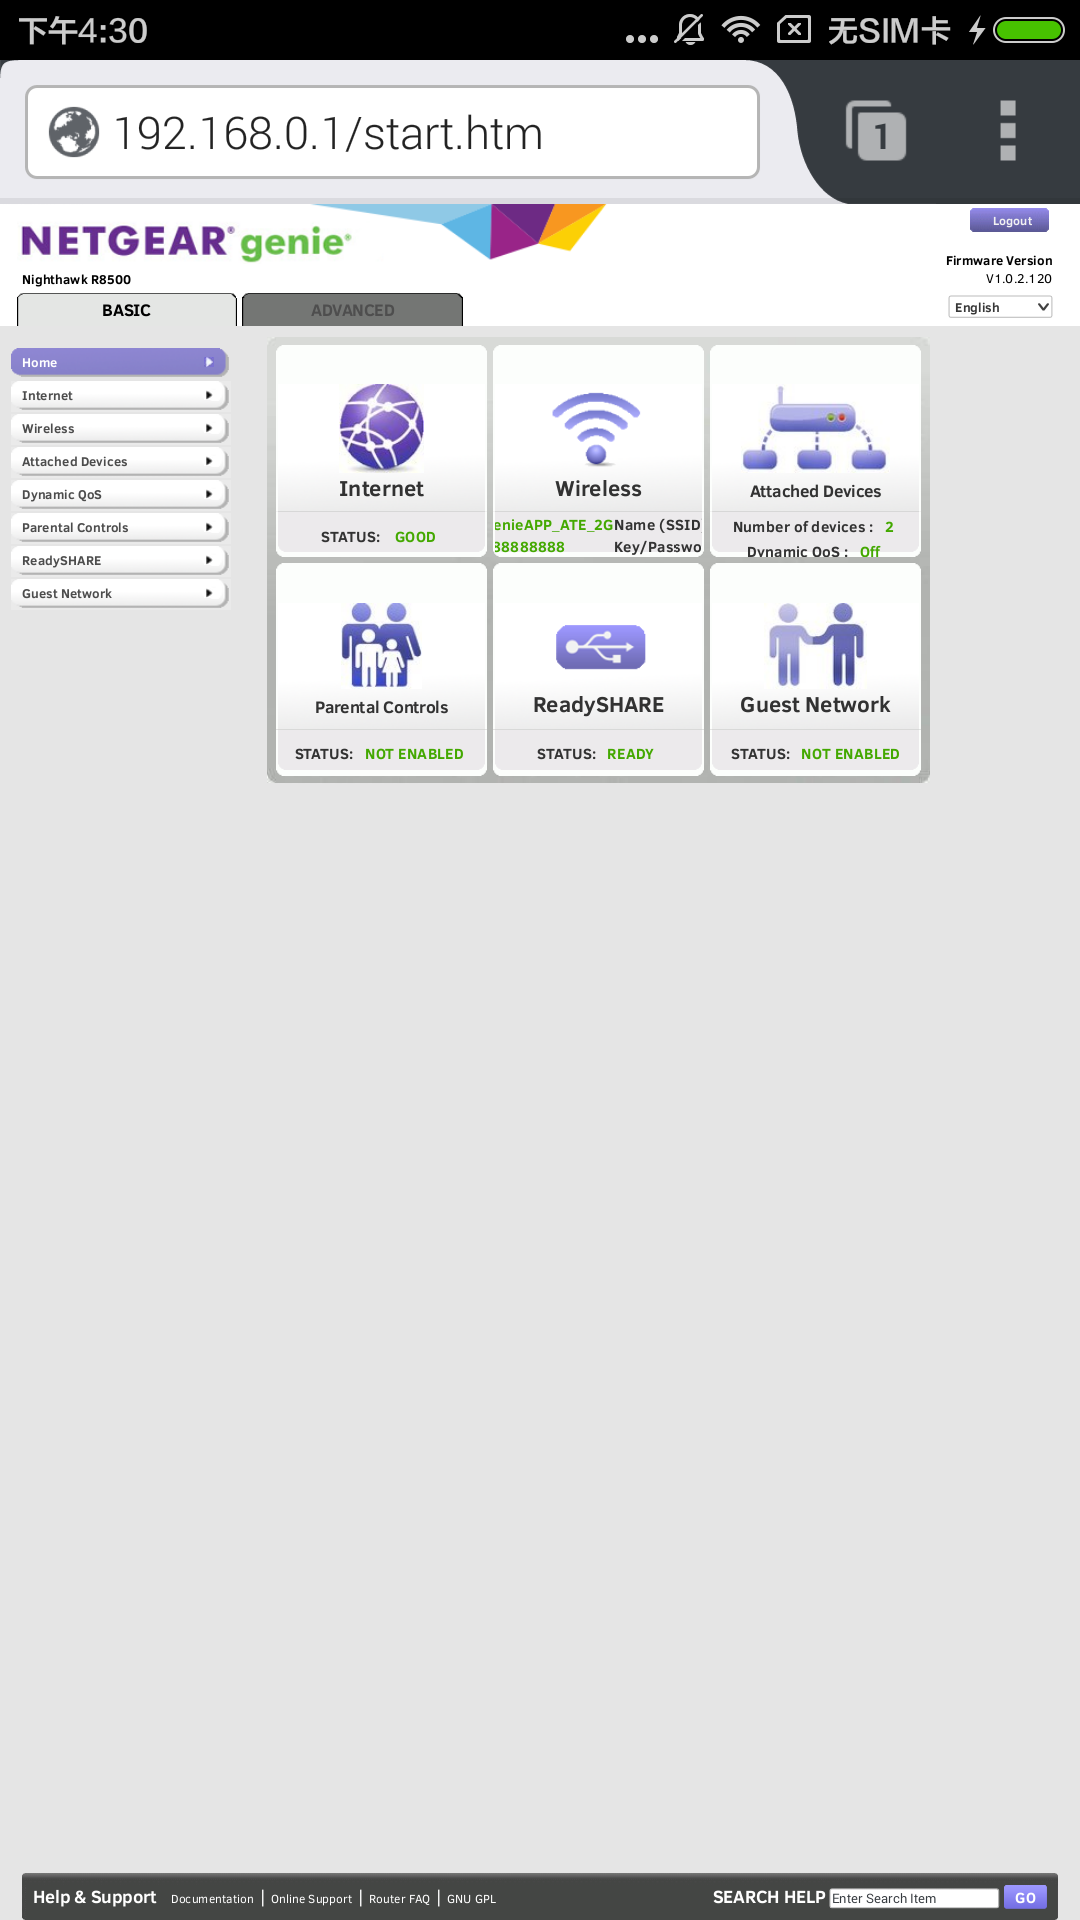 下午4:30
无SIM卡
192.168.0.1/start.htm
1
NETGEAR® genie®
Logout
Nighthawk R8500
Firmware Version
V1.0.2.120
BASIC
ADVANCED
English
Home
Internet
Wireless
Attached Devices
Dynamic QoS
Parental Controls
ReadySHARE
Guest Network
Internet
STATUS: GOOD
Wireless
enieAPP_ATE_2GName (SSID
88888888 Key/Passwo
Attached Devices
Number of devices : 2
Dynamic QoS : Off
Parental Controls
STATUS: NOT ENABLED
ReadySHARE
STATUS: READY
Guest Network
STATUS: NOT ENABLED
Help & Support Documentation | Online Support | Router FAQ | GNU GPL
SEARCH HELP Enter Search Item GO